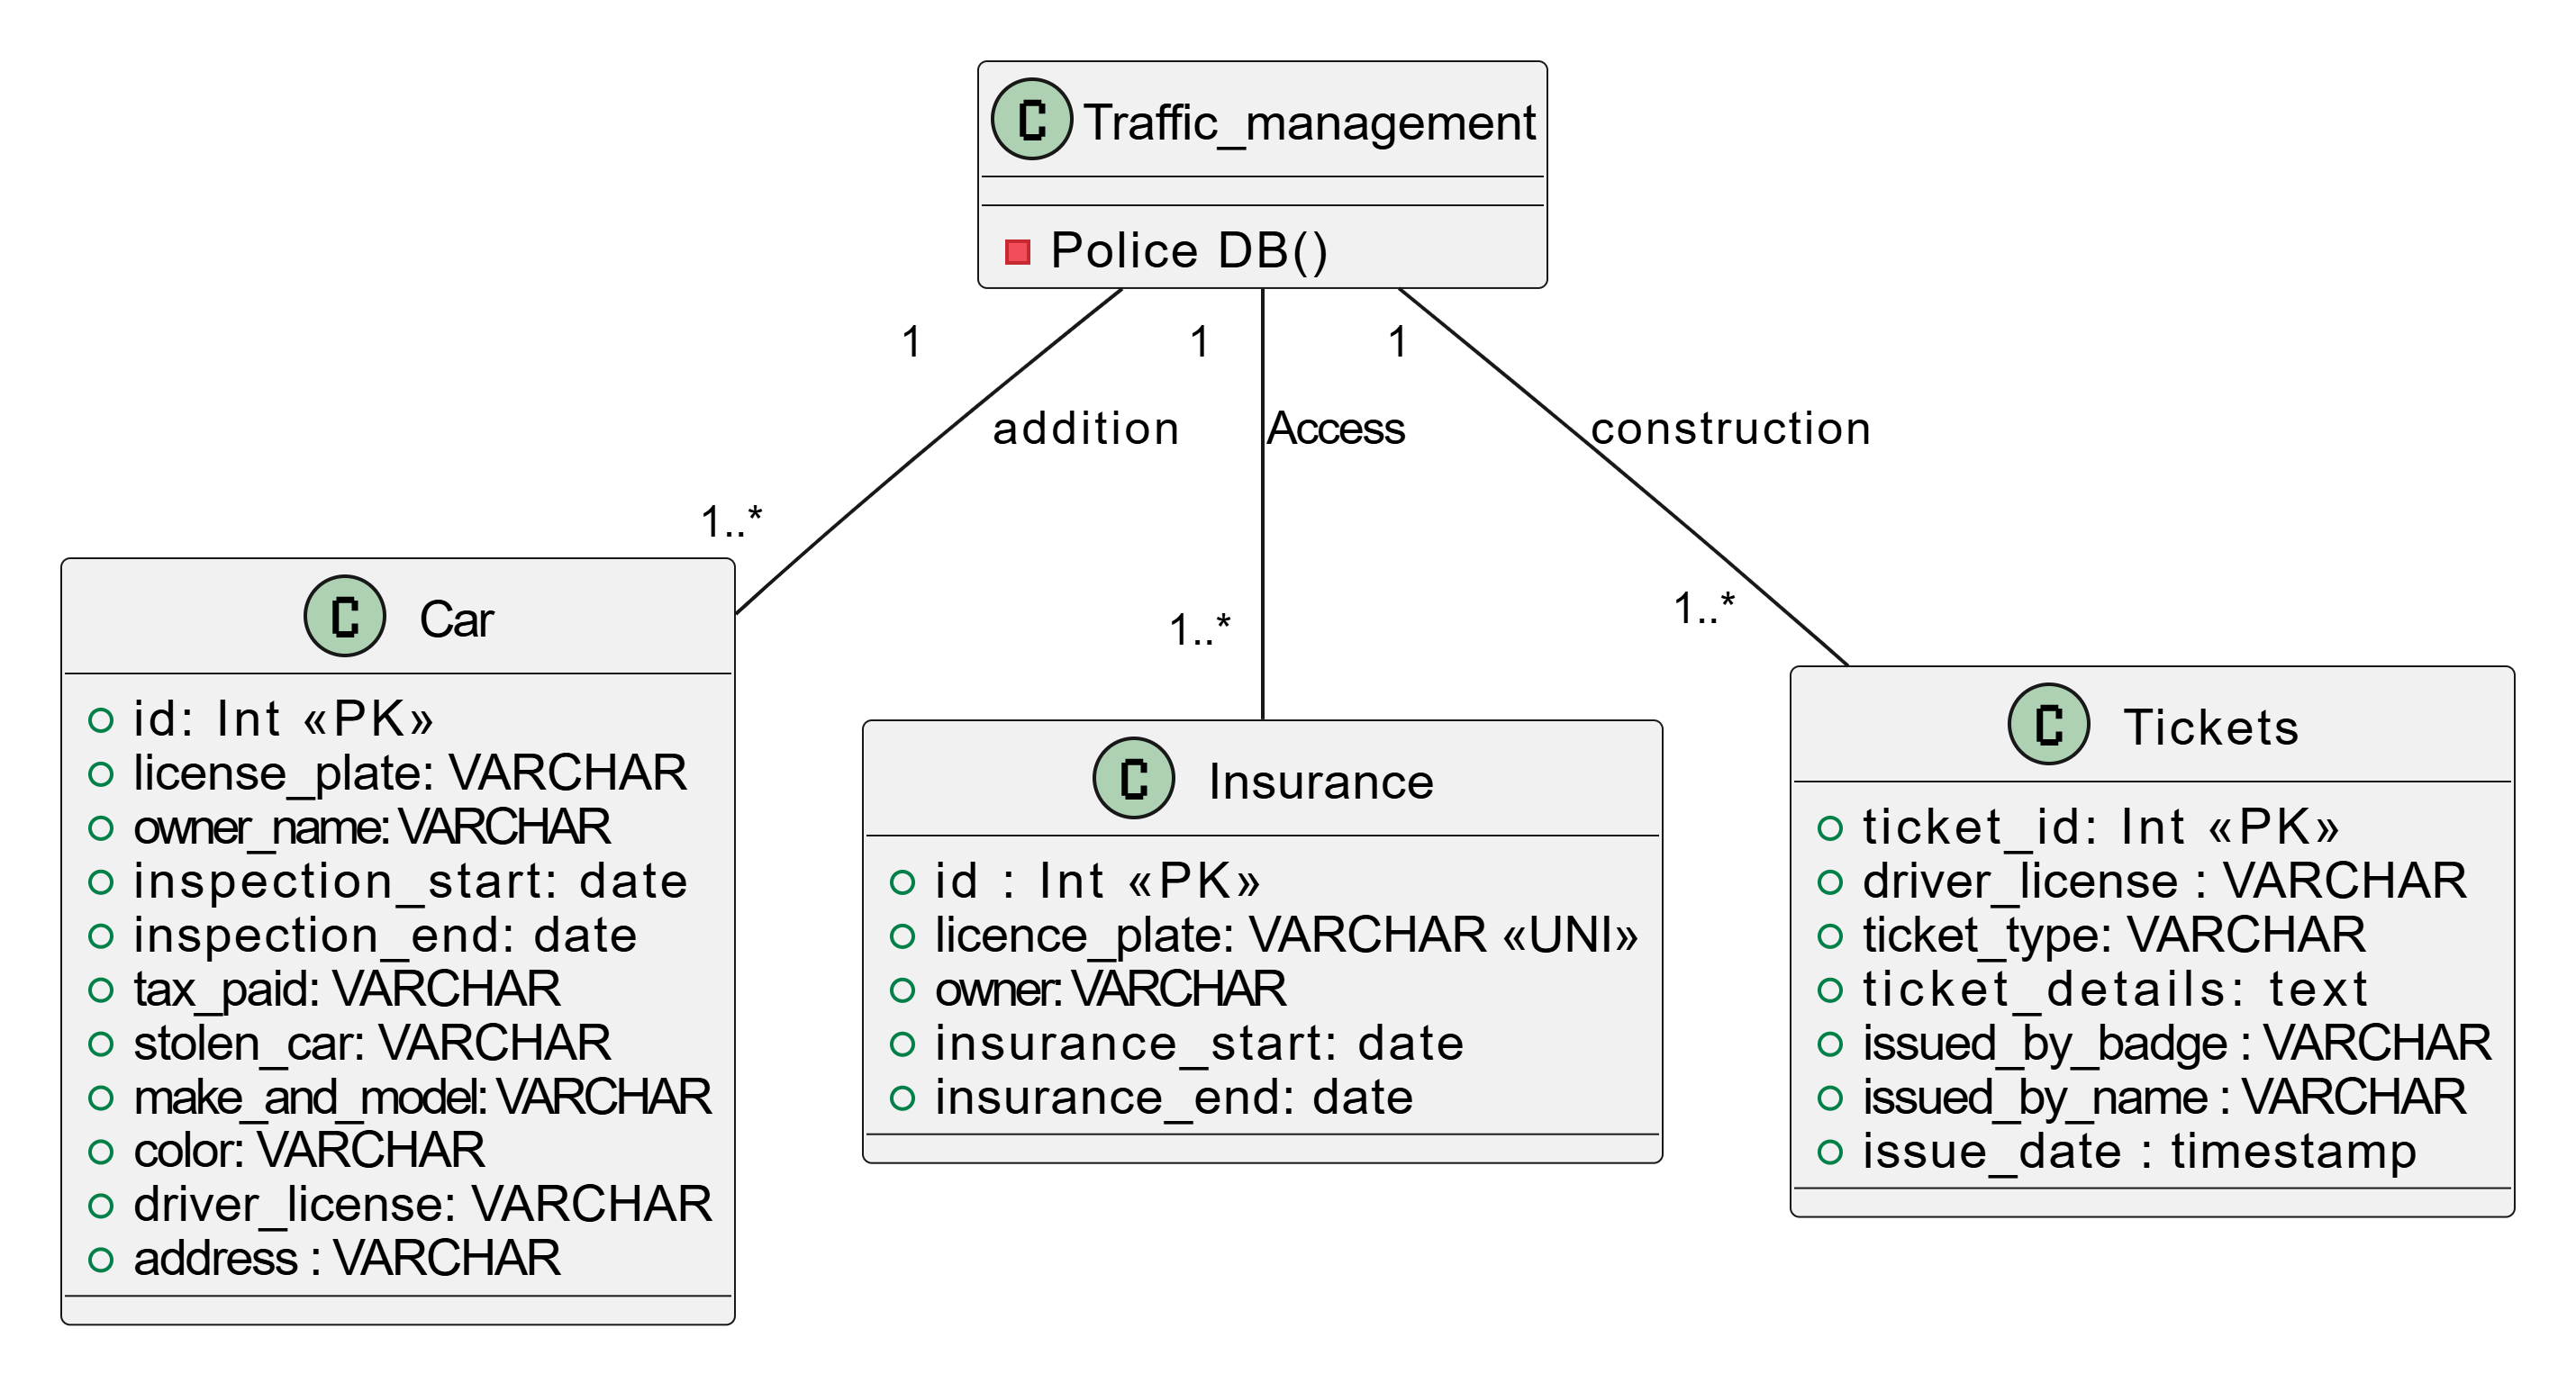 C Traffic_management
Police DB()
1
1
1
addition
Access
construction
1..*
1..*
1..*
C Car
id: Int «PK»
license_plate: VARCHAR
owner_name: VARCHAR
inspection_start: date
inspection_end: date
tax_paid: VARCHAR
stolen_car: VARCHAR
make_and_model: VARCHAR
color: VARCHAR
driver_license: VARCHAR
address : VARCHAR
C Insurance
id : Int «PK»
licence_plate: VARCHAR «UNI»
owner: VARCHAR
insurance_start: date
insurance_end: date
C Tickets
ticket_id: Int «PK»
driver_license : VARCHAR
ticket_type: VARCHAR
ticket_details: text
issued_by_badge : VARCHAR
issued_by_name : VARCHAR
issue_date : timestamp